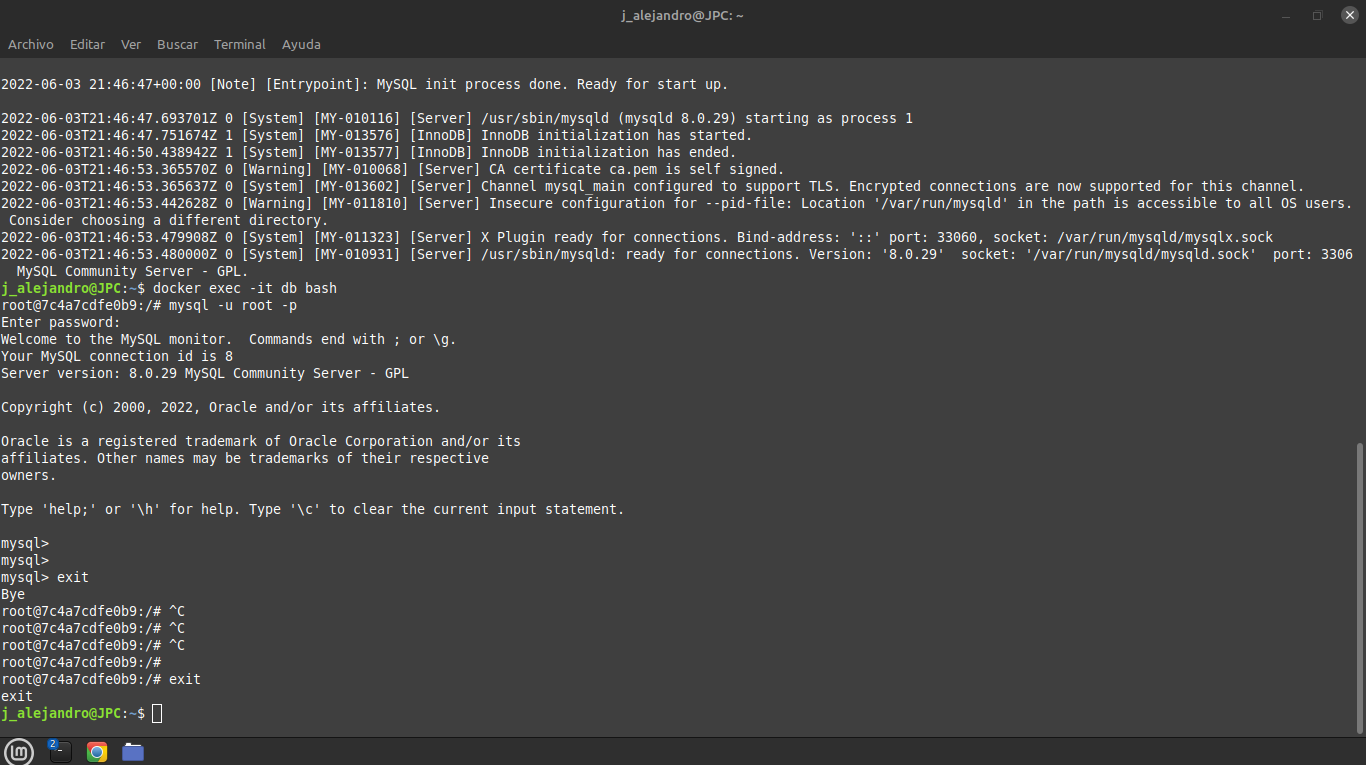 j_alejandro@JPC: ~
Archivo Editar Ver Buscar Terminal Ayuda
2022-06-03 21:46:47+00:00 [Note] [Entrypoint]: MySQL init process done. Ready for start up.
2022-06-03T21:46:47.693701Z 0 [System] [MY-010116] [Server] /usr/sbin/mysqld (mysqld 8.0.29) starting as process 1
2022-06-03T21:46:47.751674Z 1 [System] [MY-013576] [InnoDB] InnoDB initialization has started.
2022-06-03T21:46:50.438942Z 1 [System] [MY-013577] [InnoDB] InnoDB initialization has ended.
2022-06-03T21:46:53.365570Z 0 [Warning] [MY-010068] [Server] CA certificate ca.pem is self signed.
2022-06-03T21:46:53.365637Z 0 [System] [MY-013602] [Server] Channel mysql_main configured to support TLS. Encrypted connections are now supported for this channel.
2022-06-03T21:46:53.442628Z 0 [Warning] [MY-011810] [Server] Insecure configuration for --pid-file: Location '/var/run/mysqld' in the path is accessible to all OS users.
Consider choosing a different directory.
2022-06-03T21:46:53.479908Z 0 [System] [MY-011323] [Server] X Plugin ready for connections. Bind-address: '::' port: 33060, socket: /var/run/mysqld/mysqlx.sock
2022-06-03T21:46:53.480000Z 0 [System] [MY-010931] [Server] /usr/sbin/mysqld: ready for connections. Version: '8.0.29'  socket: '/var/run/mysqld/mysqld.sock'  port: 3306
MySQL Community Server - GPL.
j_alejandro@JPC:~$ docker exec -it db bash
root@7c4a7cdfe0b9:/# mysql -u root -p
Enter password:
Welcome to the MySQL monitor.  Commands end with ; or \g.
Your MySQL connection id is 8
Server version: 8.0.29 MySQL Community Server - GPL
Copyright (c) 2000, 2022, Oracle and/or its affiliates.
Oracle is a registered trademark of Oracle Corporation and/or its
affiliates. Other names may be trademarks of their respective
owners.
Type 'help;' or '\h' for help. Type '\c' to clear the current input statement.
mysql>
mysql>
mysql> exit
Bye
root@7c4a7cdfe0b9:/# ^C
root@7c4a7cdfe0b9:/# ^C
root@7c4a7cdfe0b9:/# ^C
root@7c4a7cdfe0b9:/#
root@7c4a7cdfe0b9:/# exit
exit
j_alejandro@JPC:~$
2